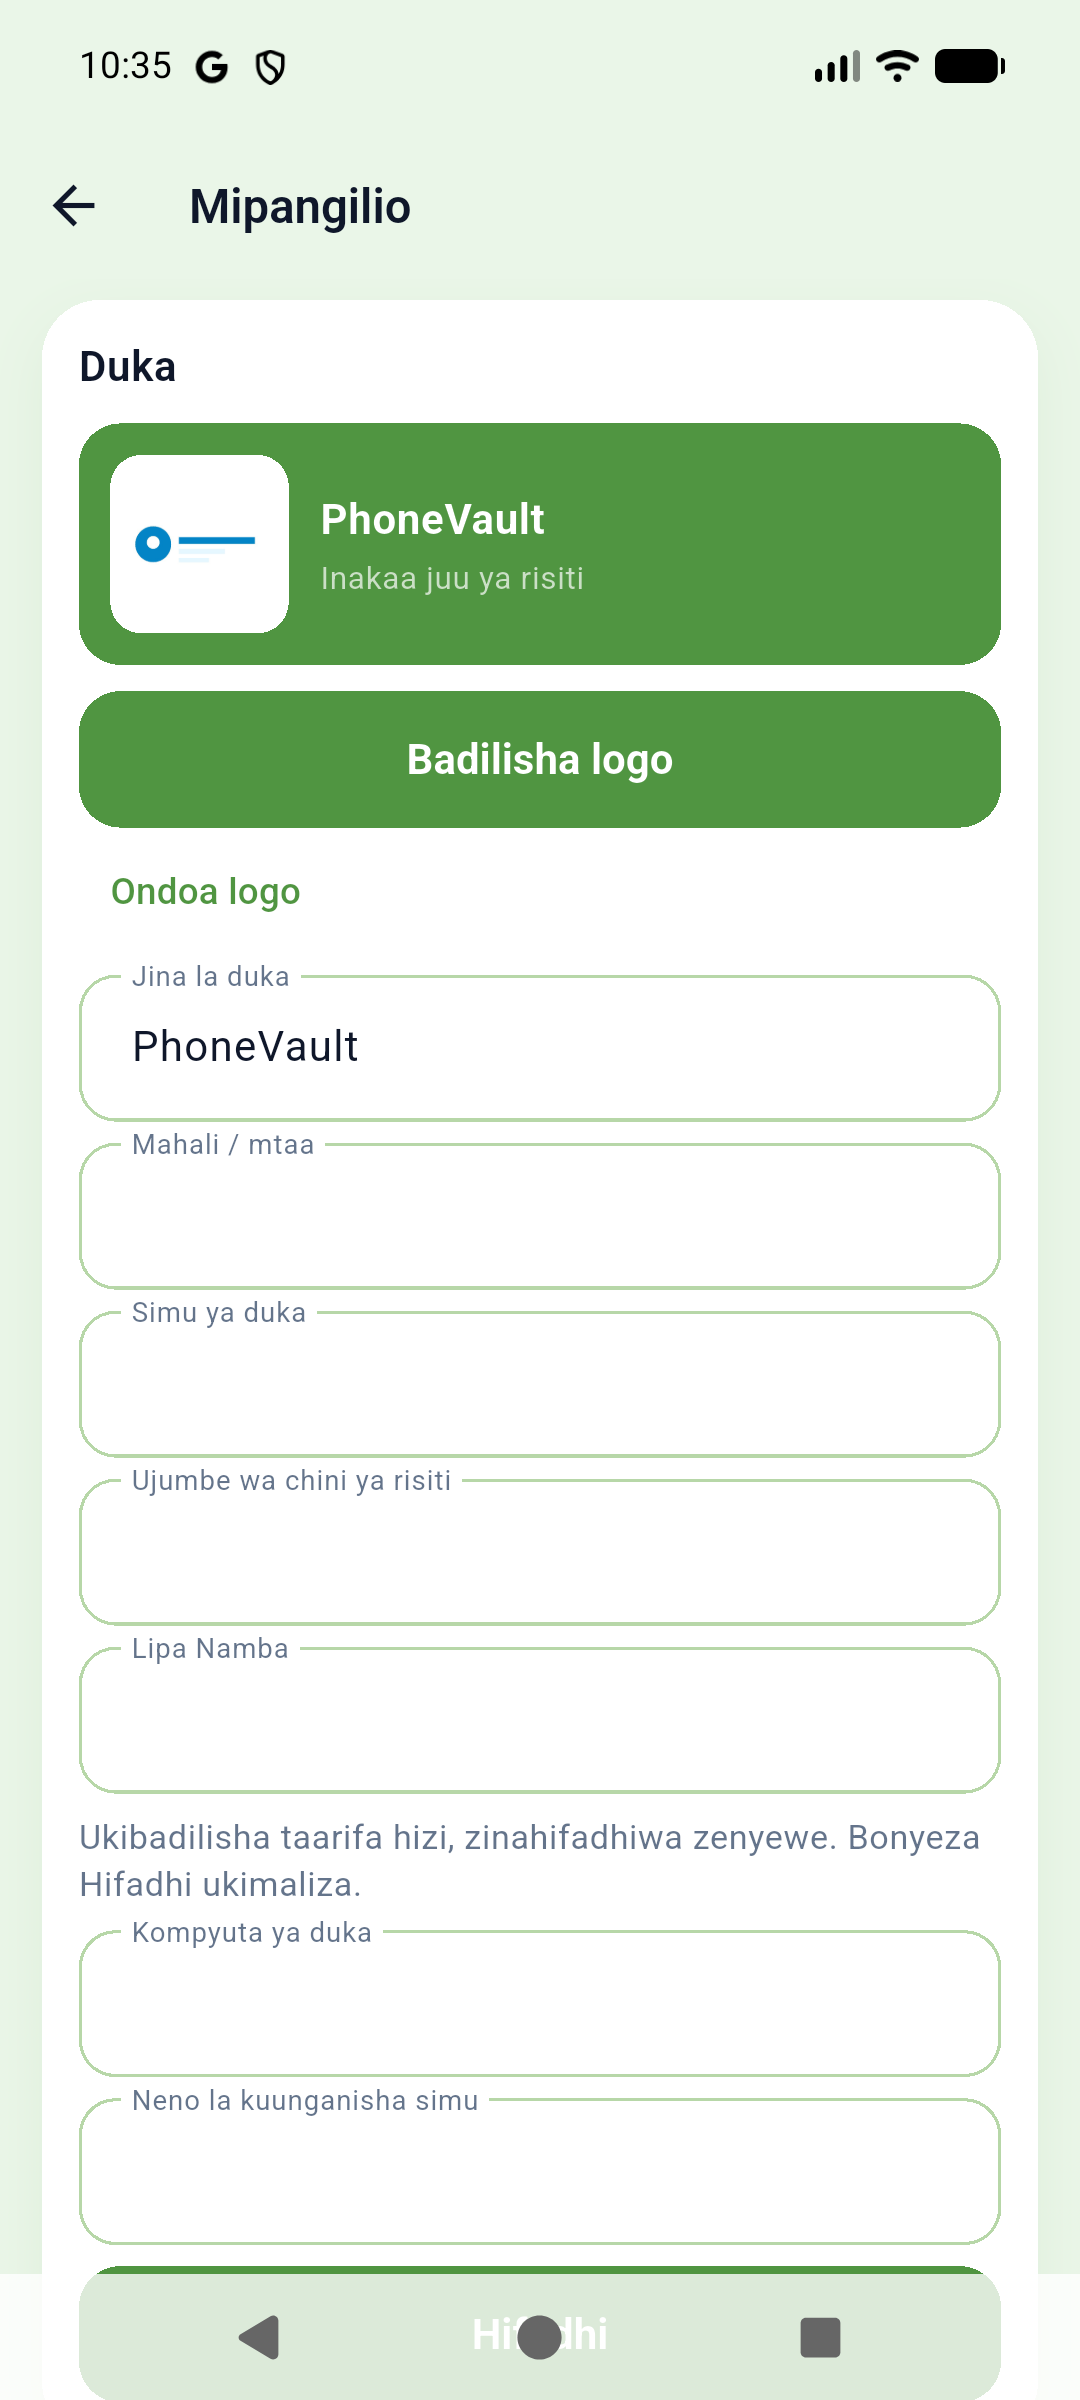 10:35
Mipangilio
Duka
PhoneVault
Inakaa juu ya risiti
Badilisha logo
Ondoa logo
Jina la duka
PhoneVault
Mahali / mtaa
Simu ya duka
Ujumbe wa chini ya risiti
Lipa Namba
Ukibadilisha taarifa hizi, zinahifadhiwa zenyewe. Bonyeza
Hifadhi ukimaliza.
Kompyuta ya duka
Neno la kuunganisha simu
Hifadhi